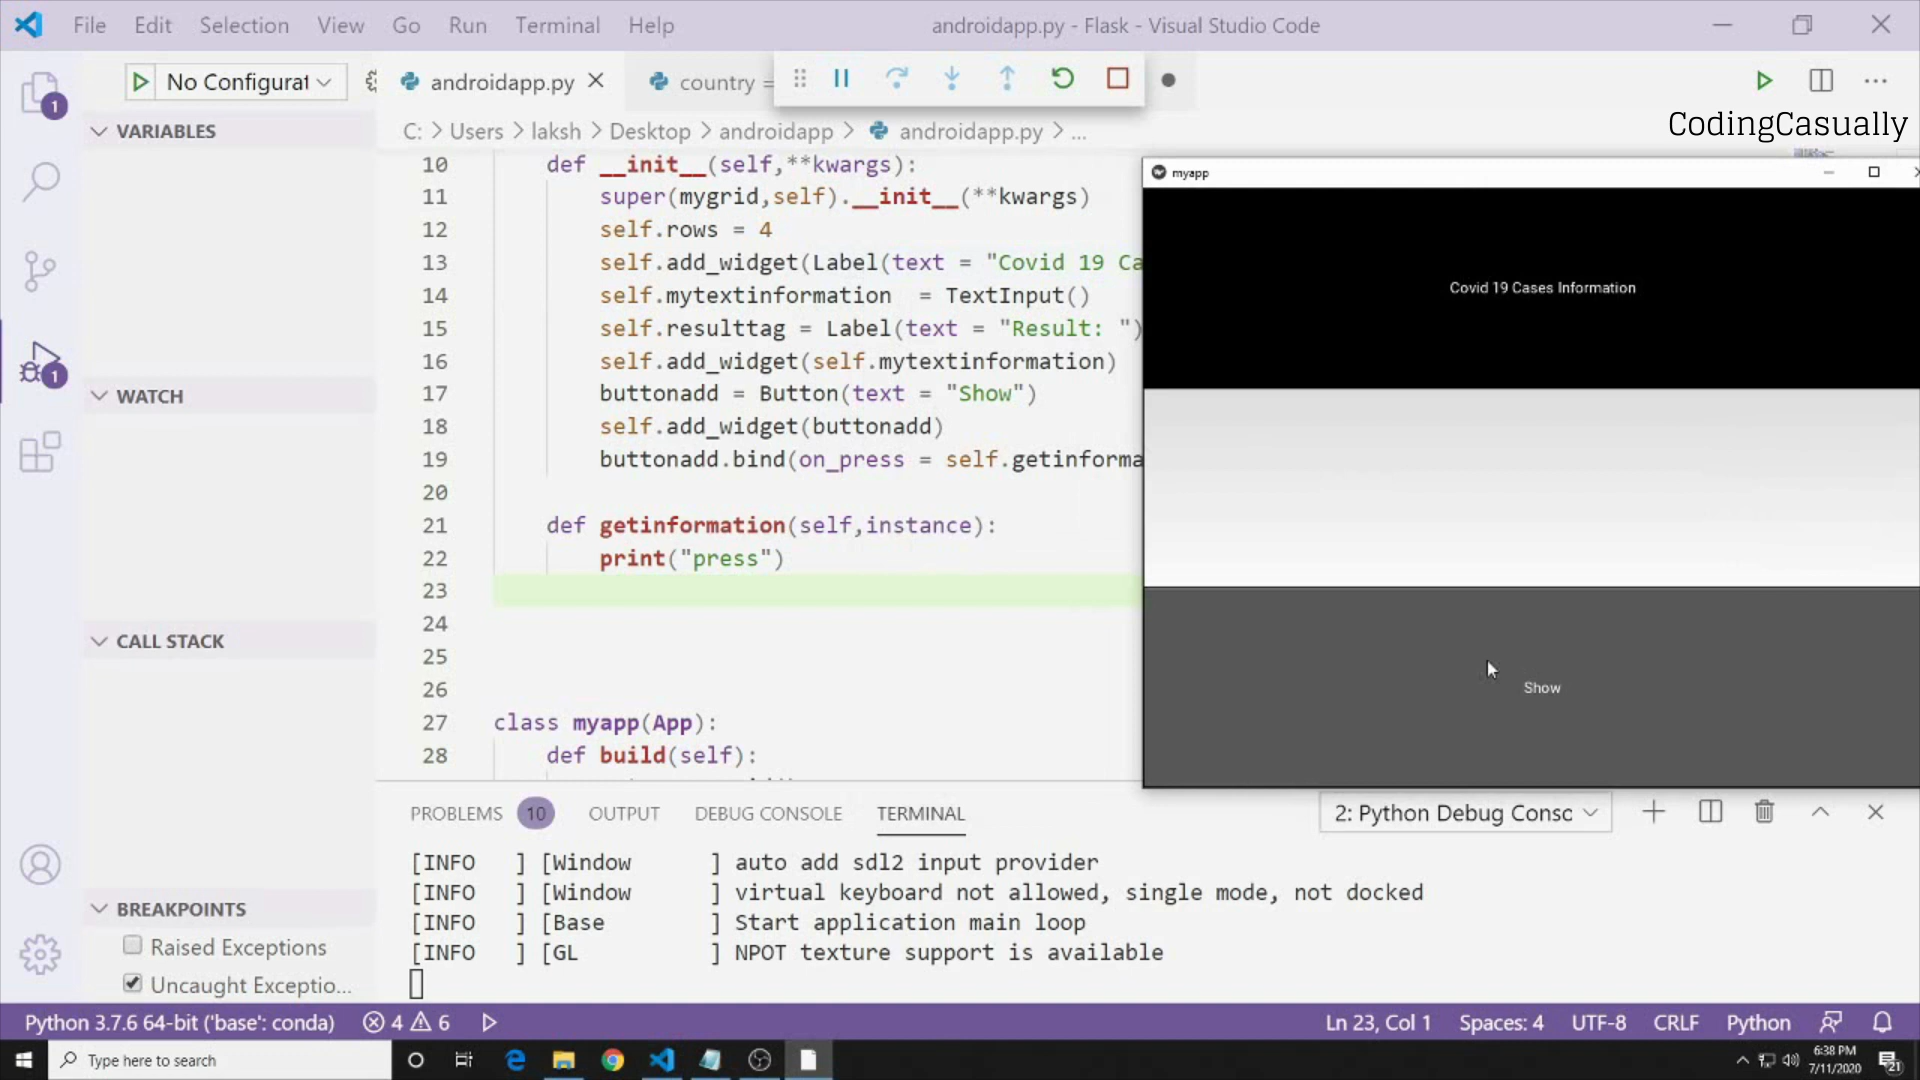 File Edit Selection View Go Run Terminal Help androidapp.py - Flask - Visual Studio Code
1 No Configurat androidapp.py country =
C: > Users > laksh > Desktop > androidapp > androidapp.py > ...
CodingCasually
VARIABLES
WATCH
CALL STACK
BREAKPOINTS
Raised Exceptions
Uncaught Exceptio...
1
10 def __init__(self,**kwargs):
11 super(mygrid,self).__init__(**kwargs)
12 self.rows = 4
13 self.add_widget(Label(text = "Covid 19 Ca
14 self.mytextinformation  = TextInput()
15 self.resulttag = Label(text = "Result: ")
16 self.add_widget(self.mytextinformation)
17 buttonadd = Button(text = "Show")
18 self.add_widget(buttonadd)
19 buttonadd.bind(on_press = self.getinforma
20
21 def getinformation(self,instance):
22 print("press")
23
24
25
26
27 class myapp(App):
28 def build(self):
myapp
Covid 19 Cases Information
Show
PROBLEMS 10 OUTPUT DEBUG CONSOLE TERMINAL 2: Python Debug Consc
[INFO   ] [Window      ] auto add sdl2 input provider
[INFO   ] [Window      ] virtual keyboard not allowed, single mode, not docked
[INFO   ] [Base        ] Start application main loop
[INFO   ] [GL          ] NPOT texture support is available
Python 3.7.6 64-bit ('base': conda) 4 6 Ln 23, Col 1 Spaces: 4 UTF-8 CRLF Python
Type here to search
6:38 PM
7/11/2020
21